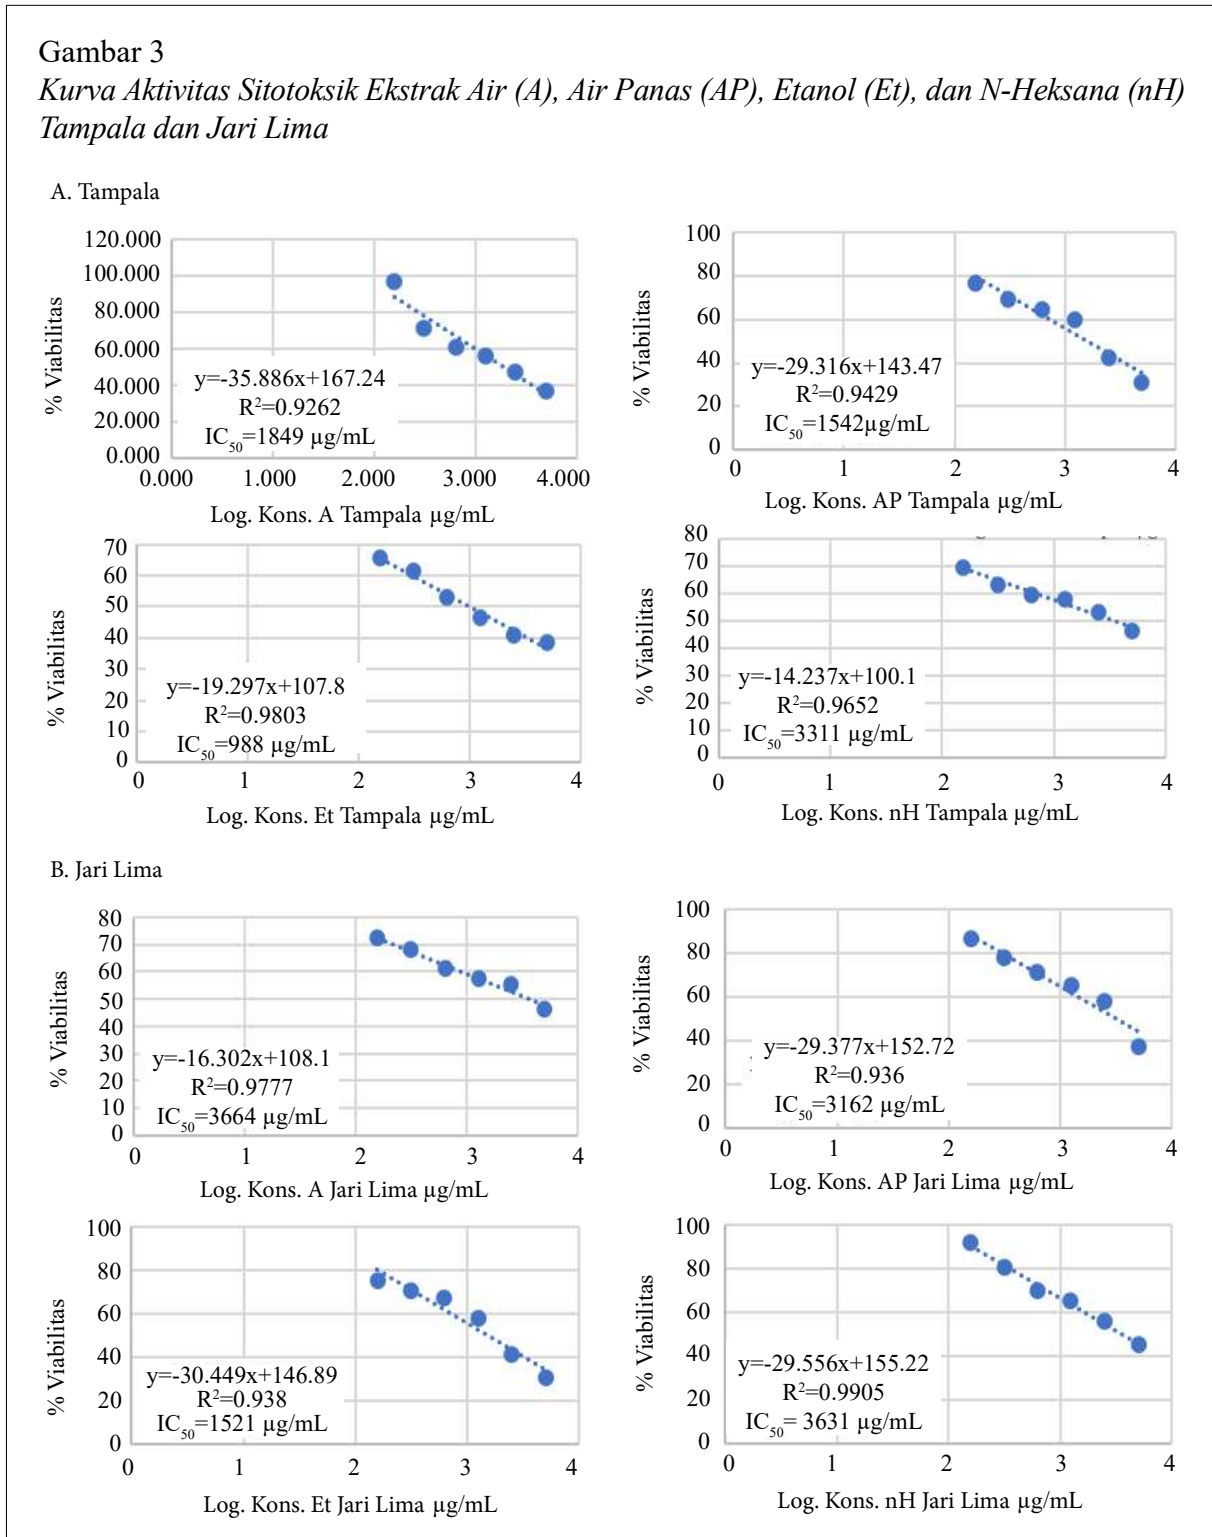 Gambar 3
Kurva Aktivitas Sitotoksik Ekstrak Air (A), Air Panas (AP), Etanol (Et), dan N-Heksana (nH)
Tampala dan Jari Lima
A. Tampala
% Viabilitas
120.000
100.000
80.000
60.000
40.000
20.000
0.000
y=-35.886x+167.24
R²=0.9262
IC₅₀=1849 µg/mL
0.000 1.000 2.000 3.000 4.000
Log. Kons. A Tampala µg/mL
% Viabilitas
100
80
60
40
20
0
y=-29.316x+143.47
R²=0.9429
IC₅₀=1542µg/mL
0 1 2 3 4
Log. Kons. AP Tampala µg/mL
% Viabilitas
70
60
50
40
30
20
10
0
y=-19.297x+107.8
R²=0.9803
IC₅₀=988 µg/mL
0 1 2 3 4
Log. Kons. Et Tampala µg/mL
% Viabilitas
80
70
60
50
40
30
20
10
0
y=-14.237x+100.1
R²=0.9652
IC₅₀=3311 µg/mL
0 1 2 3 4
Log. Kons. nH Tampala µg/mL
B. Jari Lima
% Viabilitas
80
70
60
50
40
30
20
10
0
y=-16.302x+108.1
R²=0.9777
IC₅₀=3664 µg/mL
0 1 2 3 4
Log. Kons. A Jari Lima µg/mL
% Viabilitas
100
80
60
40
20
0
y=-29.377x+152.72
R²=0.936
IC₅₀=3162 µg/mL
0 1 2 3 4
Log. Kons. AP Jari Lima µg/mL
% Viabilitas
100
80
60
40
20
0
y=-30.449x+146.89
R²=0.938
IC₅₀=1521 µg/mL
0 1 2 3 4
Log. Kons. Et Jari Lima µg/mL
% Viabilitas
100
80
60
40
20
0
y=-29.556x+155.22
R²=0.9905
IC₅₀= 3631 µg/mL
0 1 2 3 4
Log. Kons. nH Jari Lima µg/mL